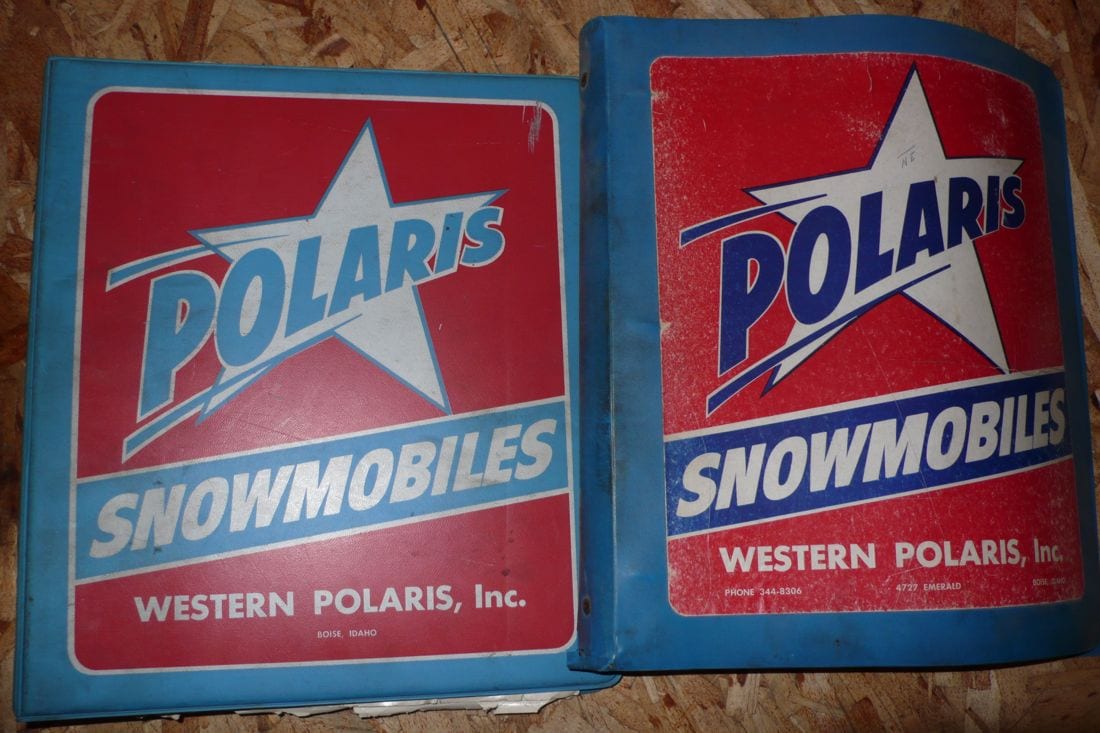 POLARIS
SNOWMOBILES
WESTERN POLARIS, Inc.
BOISE, IDAHO
NE
POLARIS
SNOWMOBILES
WESTERN POLARIS, Inc.
PHONE 344-8306 4727 EMERALD BOISE, IDAHO